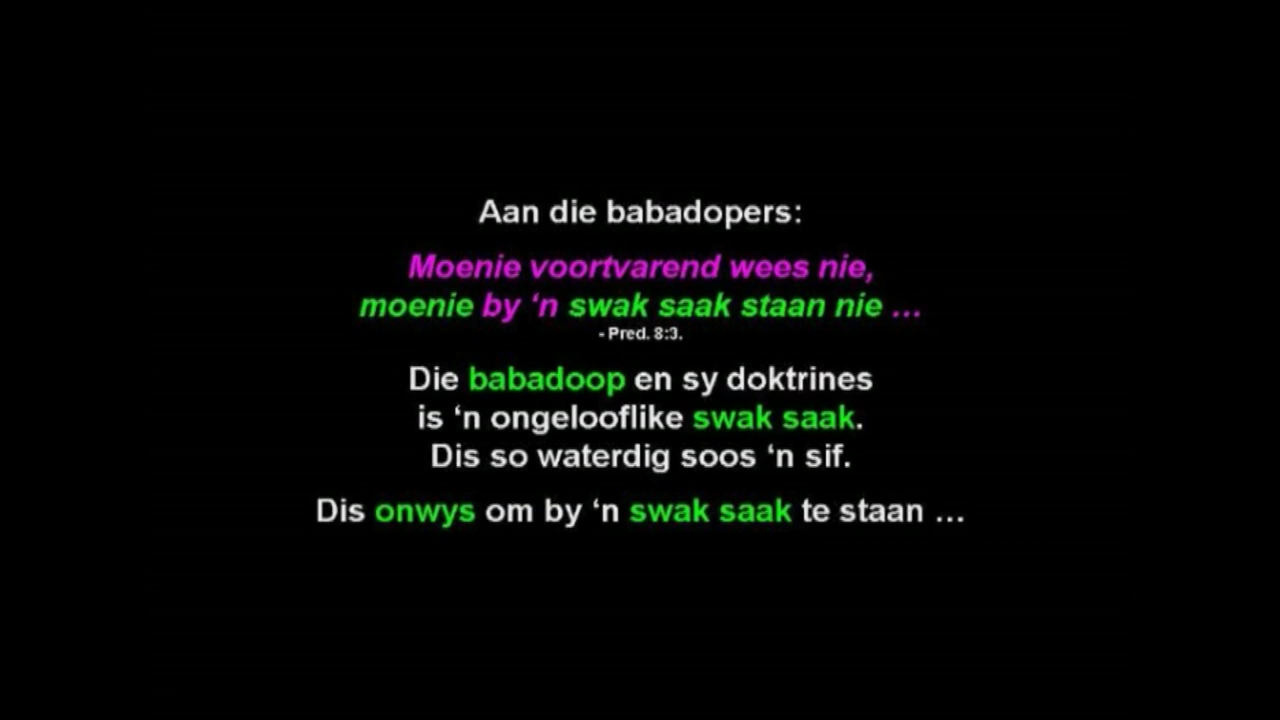 Aan die babadopers:
Moenie voortvarend wees nie,
moenie by ‘n swak saak staan nie ...
- Pred. 8:3.
Die babadoop en sy doktrines
is ‘n ongelooflike swak saak.
Dis so waterdig soos ‘n sif.
Dis onwys om by ‘n swak saak te staan ...